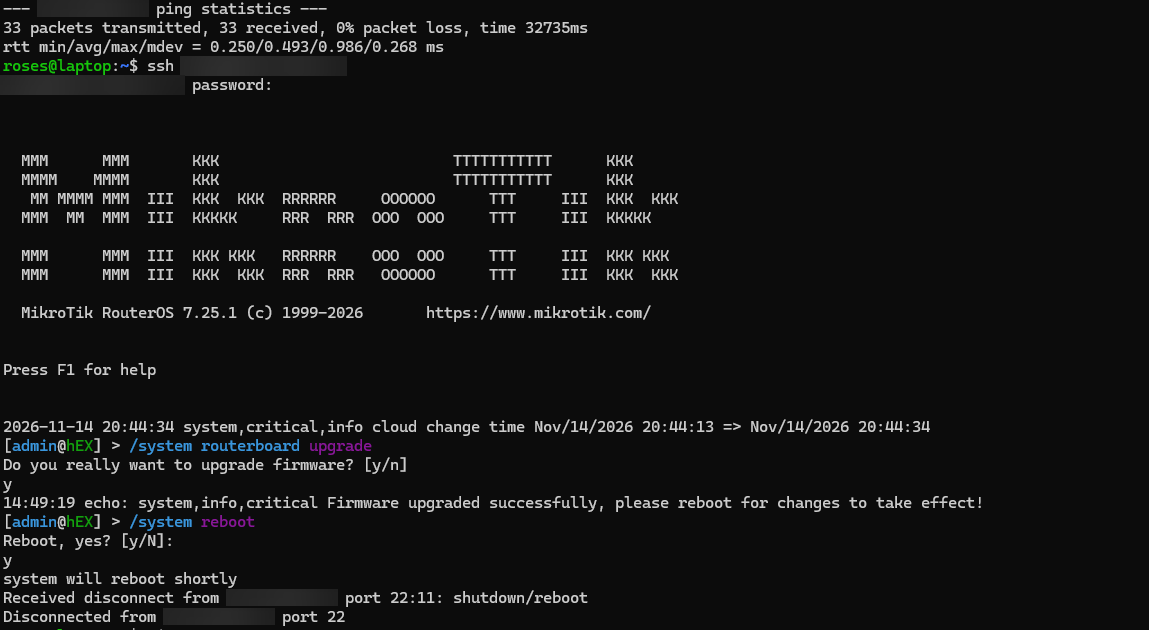 --- ping statistics ---
33 packets transmitted, 33 received, 0% packet loss, time 32735ms
rtt min/avg/max/mdev = 0.250/0.493/0.986/0.268 ms
roses@laptop:~$ ssh
password:
MMM      MMM       KKK                          TTTTTTTTTTT      KKK
MMMM    MMMM       KKK                          TTTTTTTTTTT      KKK
 MM MMMM MMM  III  KKK  KKK  RRRRRR     OOOOOO      TTT     III  KKK  KKK
MMM  MM  MMM  III  KKKKK     RRR  RRR  OOO  OOO     TTT     III  KKKKK
MMM      MMM  III  KKK KKK   RRRRRR    OOO  OOO     TTT     III  KKK KKK
MMM      MMM  III  KKK  KKK  RRR  RRR   OOOOOO      TTT     III  KKK  KKK
MikroTik RouterOS 7.25.1 (c) 1999-2026       https://www.mikrotik.com/
Press F1 for help
2026-11-14 20:44:34 system,critical,info cloud change time Nov/14/2026 20:44:13 => Nov/14/2026 20:44:34
[admin@hEX] > /system routerboard upgrade
Do you really want to upgrade firmware? [y/n]
y
14:49:19 echo: system,info,critical Firmware upgraded successfully, please reboot for changes to take effect!
[admin@hEX] > /system reboot
Reboot, yes? [y/N]:
y
system will reboot shortly
Received disconnect from port 22:11: shutdown/reboot
Disconnected from port 22